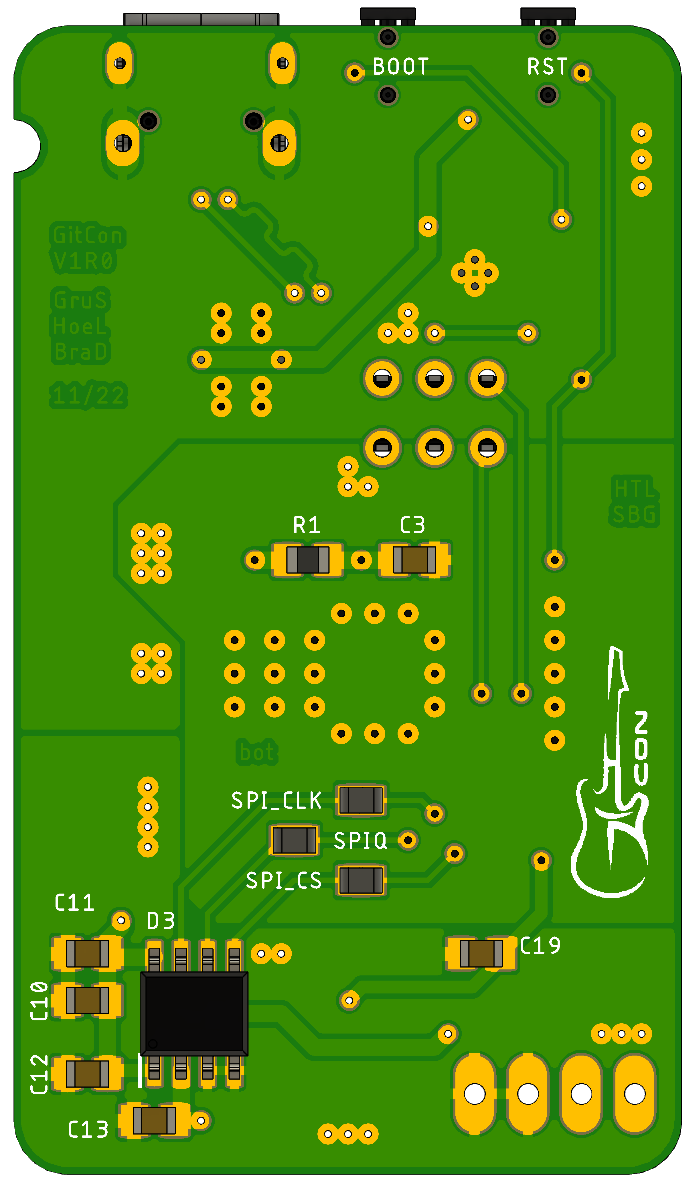 BOOT
RST
GitCon
V1R0
GruS
HoeL
BraD
11/22
HTL
SBG
R1
C3
CON
bot
SPI_CLK
SPIQ
SPI_CS
C11
D3
C19
C10
C12
C13